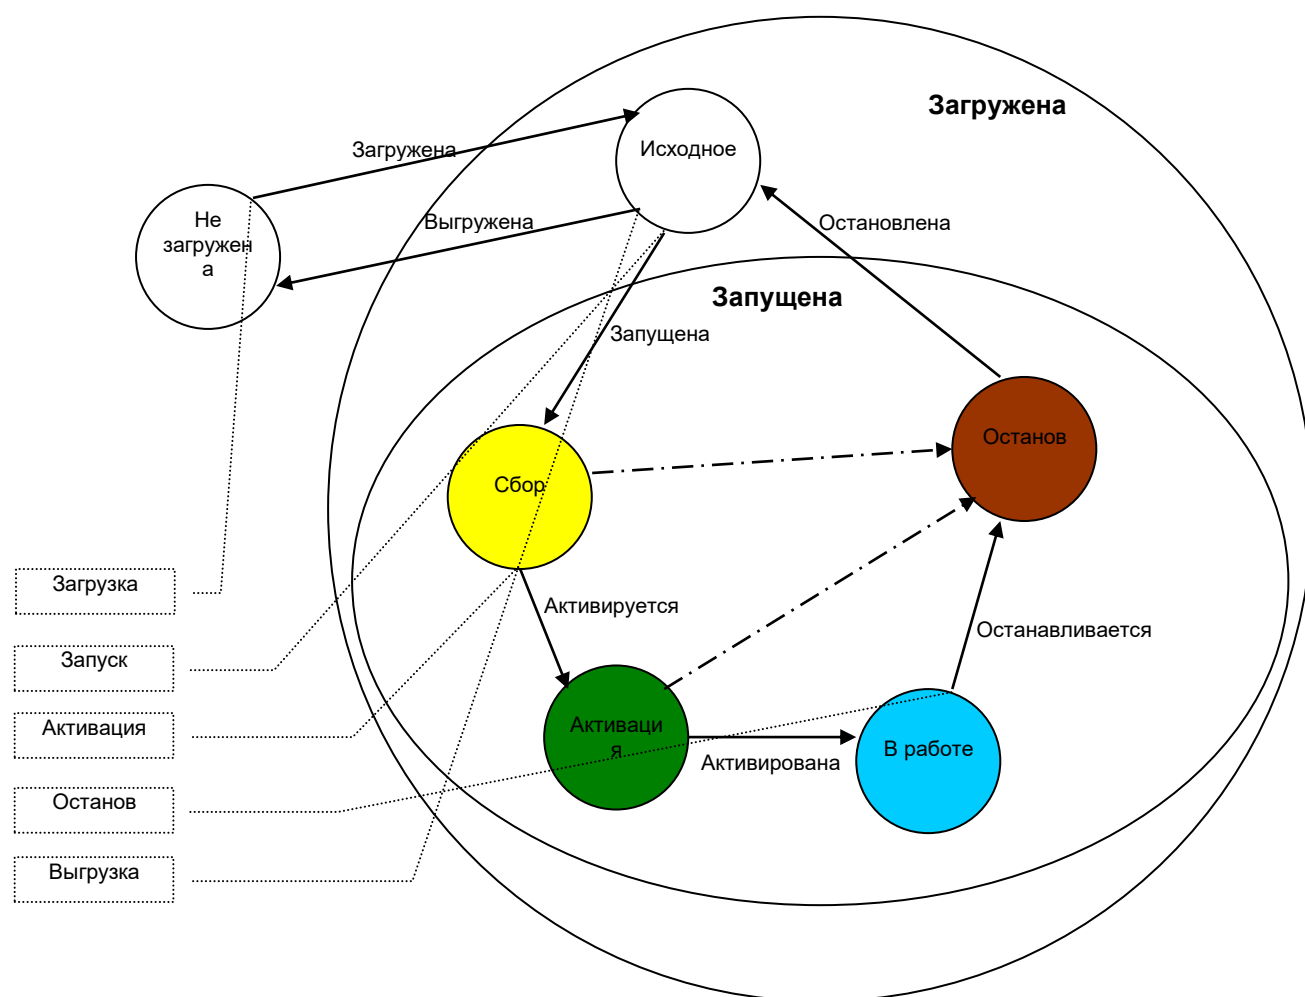 Загружена
Исходное
Загружена
Не
загружен
а
Выгружена
Остановлена
Запущена
Запущена
Останов
Сбор
Загрузка
Активируется
Останавливается
Запуск
Активация
Активаци
я
В работе
Активирована
Останов
Выгрузка